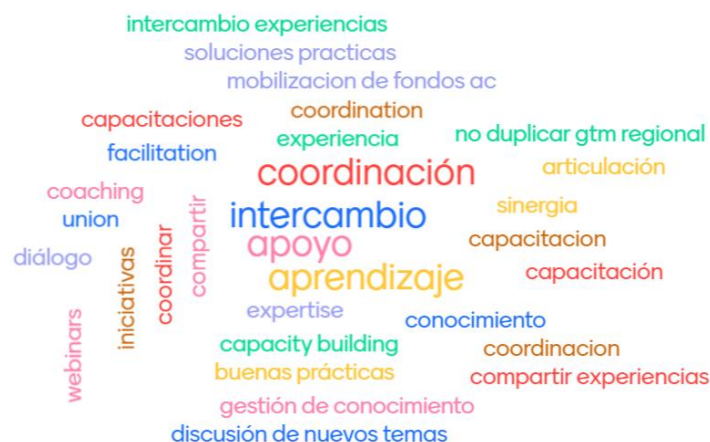 intercambio experiencias
soluciones practicas
mobilizacion de fondos ac
coordination
capacitaciones
experiencia
no duplicar gtm regional
facilitation
coordinación
articulación
coaching
compartir
intercambio
sinergia
union
coordinar
apoyo
capacitacion
diálogo
iniciativas
aprendizaje
capacitación
webinars
expertise
conocimiento
capacity building
coordinacion
buenas prácticas
compartir experiencias
gestión de conocimiento
discusión de nuevos temas